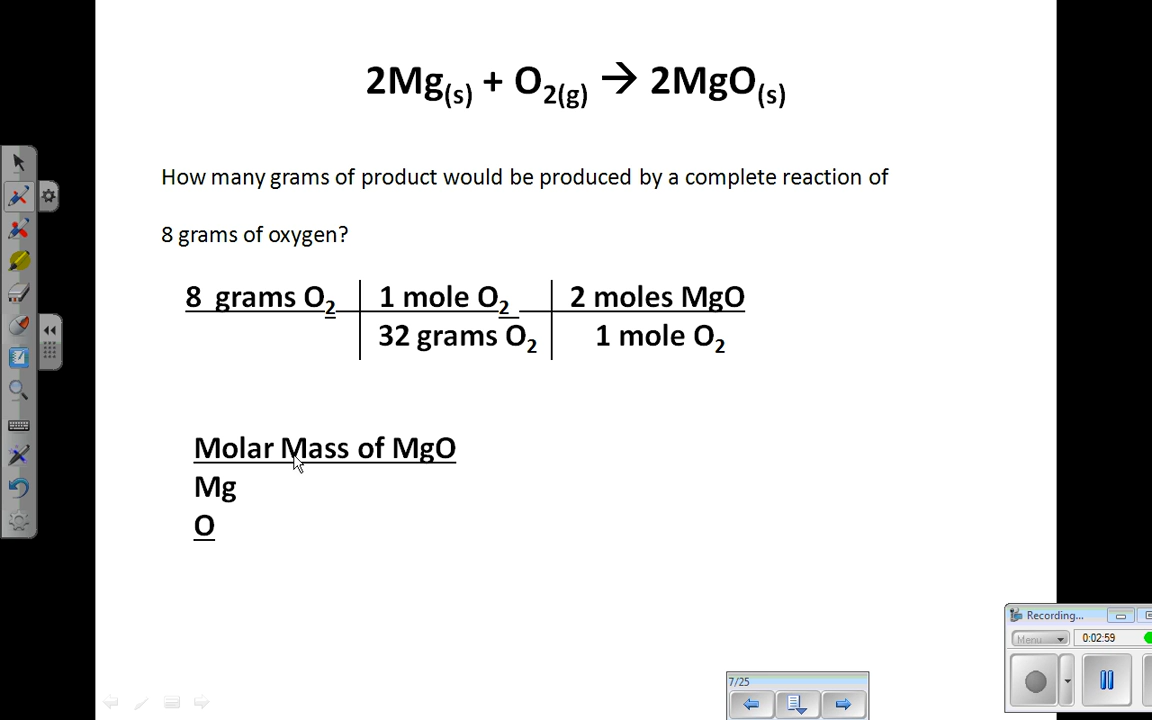 2Mg(s) + O2(g) → 2MgO(s)
How many grams of product would be produced by a complete reaction of
8 grams of oxygen?
8 grams O2 1 mole O2 2 moles MgO
32 grams O2 1 mole O2
Molar Mass of MgO
Mg
O
Recording...
Menu 0:02:59
7/25